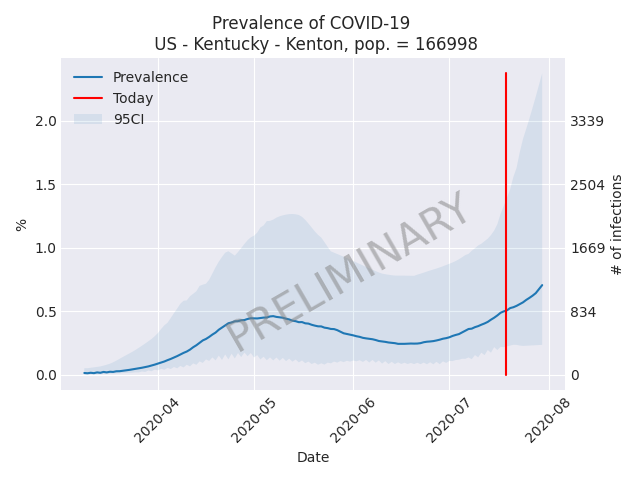 Prevalence of COVID-19
US - Kentucky - Kenton, pop. = 166998
Prevalence
Today
95CI
2.0
1.5
1.0
0.5
0.0
%
3339
2504
1669
834
0
# of infections
PRELIMINARY
2020-04
2020-05
2020-06
2020-07
2020-08
Date